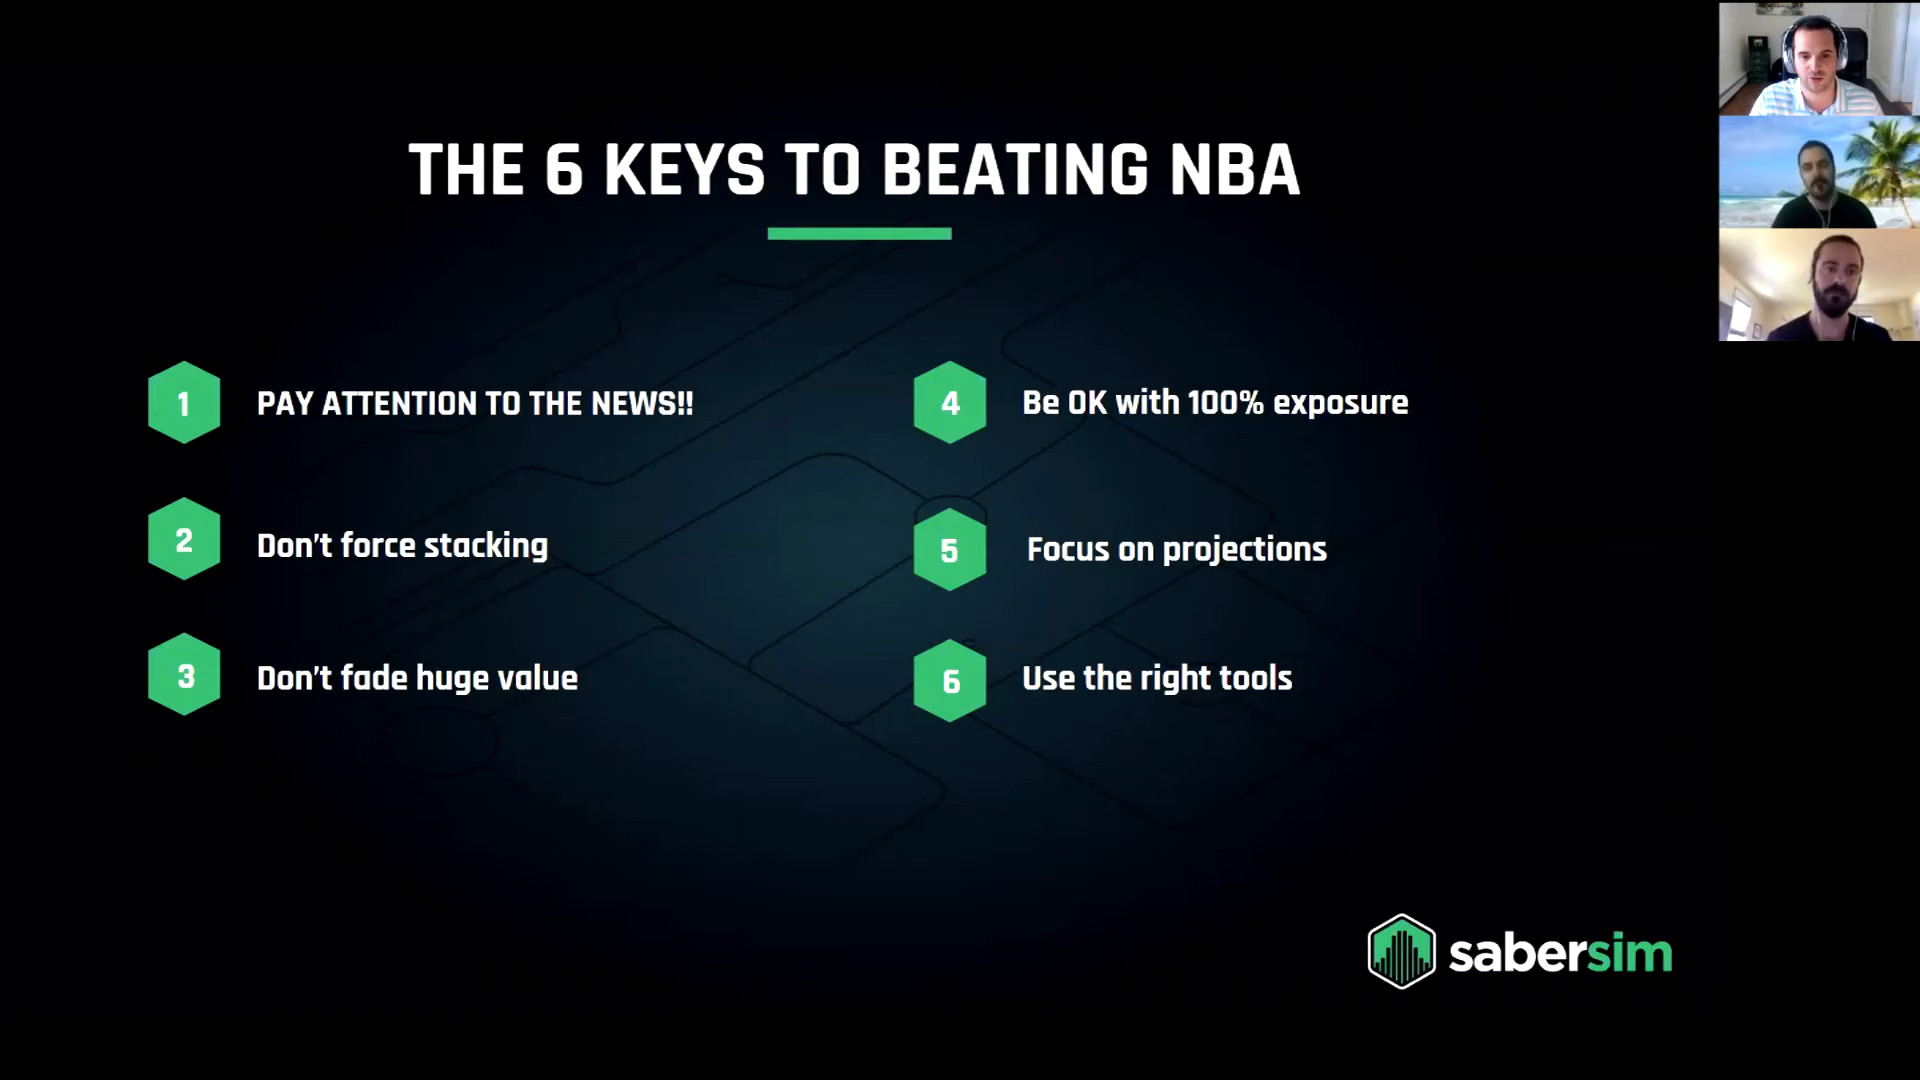 THE 6 KEYS TO BEATING NBA
1
PAY ATTENTION TO THE NEWS!!
2
Don't force stacking
3
Don't fade huge value
4
Be OK with 100% exposure
5
Focus on projections
6
Use the right tools
sabersim